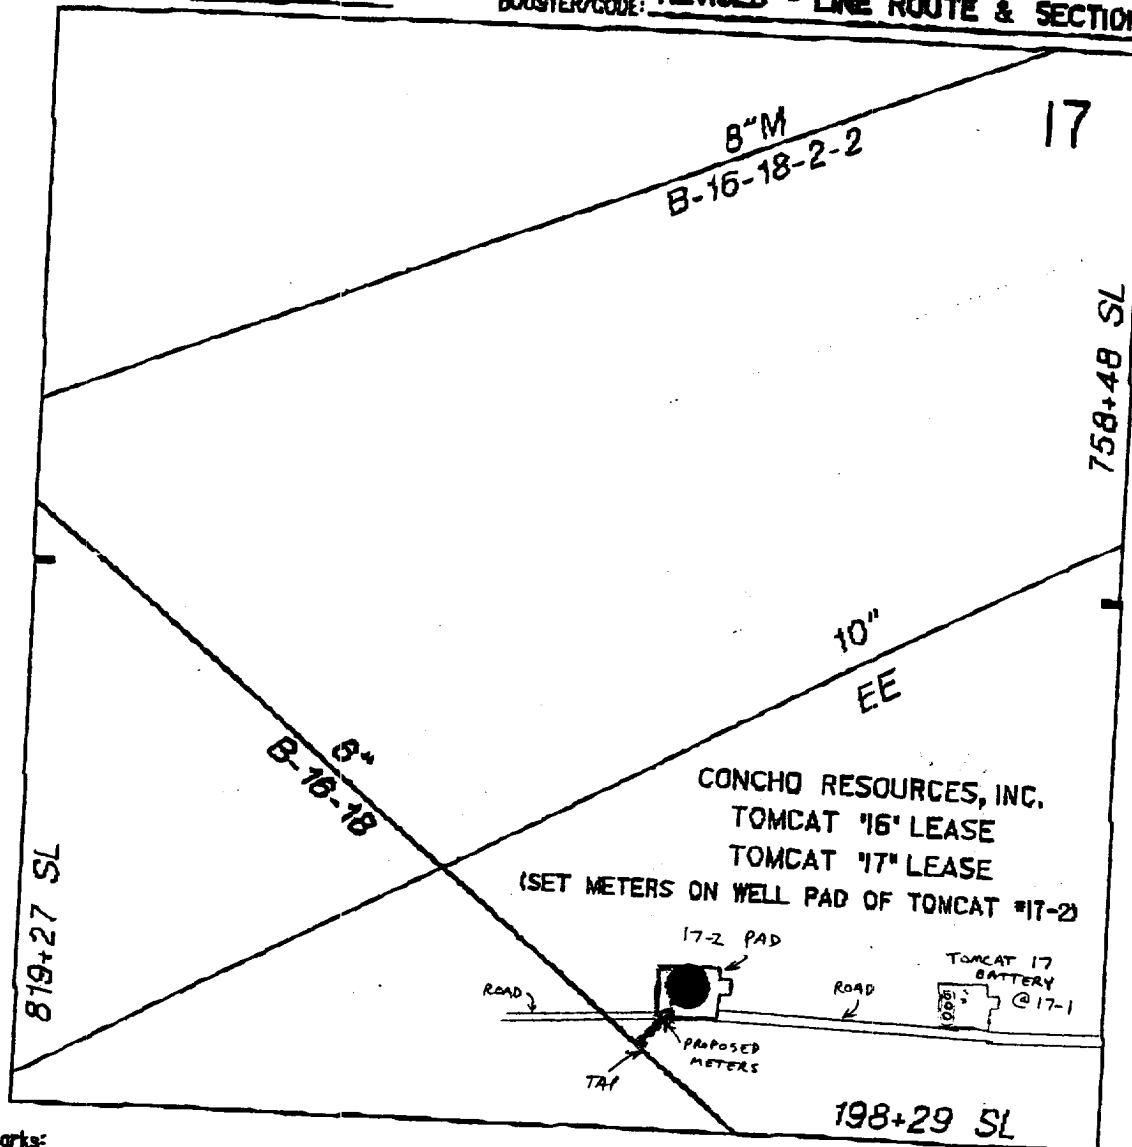 BOOSTER/CODE: REVISED - LINE ROUTE & SECTION
17
8"M
B-16-18-2-2
758+48 SL
10"
EE
8"
B-16-18
CONCHO RESOURCES, INC.
TOMCAT "16" LEASE
TOMCAT "17" LEASE
(SET METERS ON WELL PAD OF TOMCAT #17-2)
819+27 SL
17-2 PAD
TOMCAT 17
BATTERY
@ 17-1
ROAD
ROAD
PROPOSED
METERS
TAP
198+29 SL
arks: